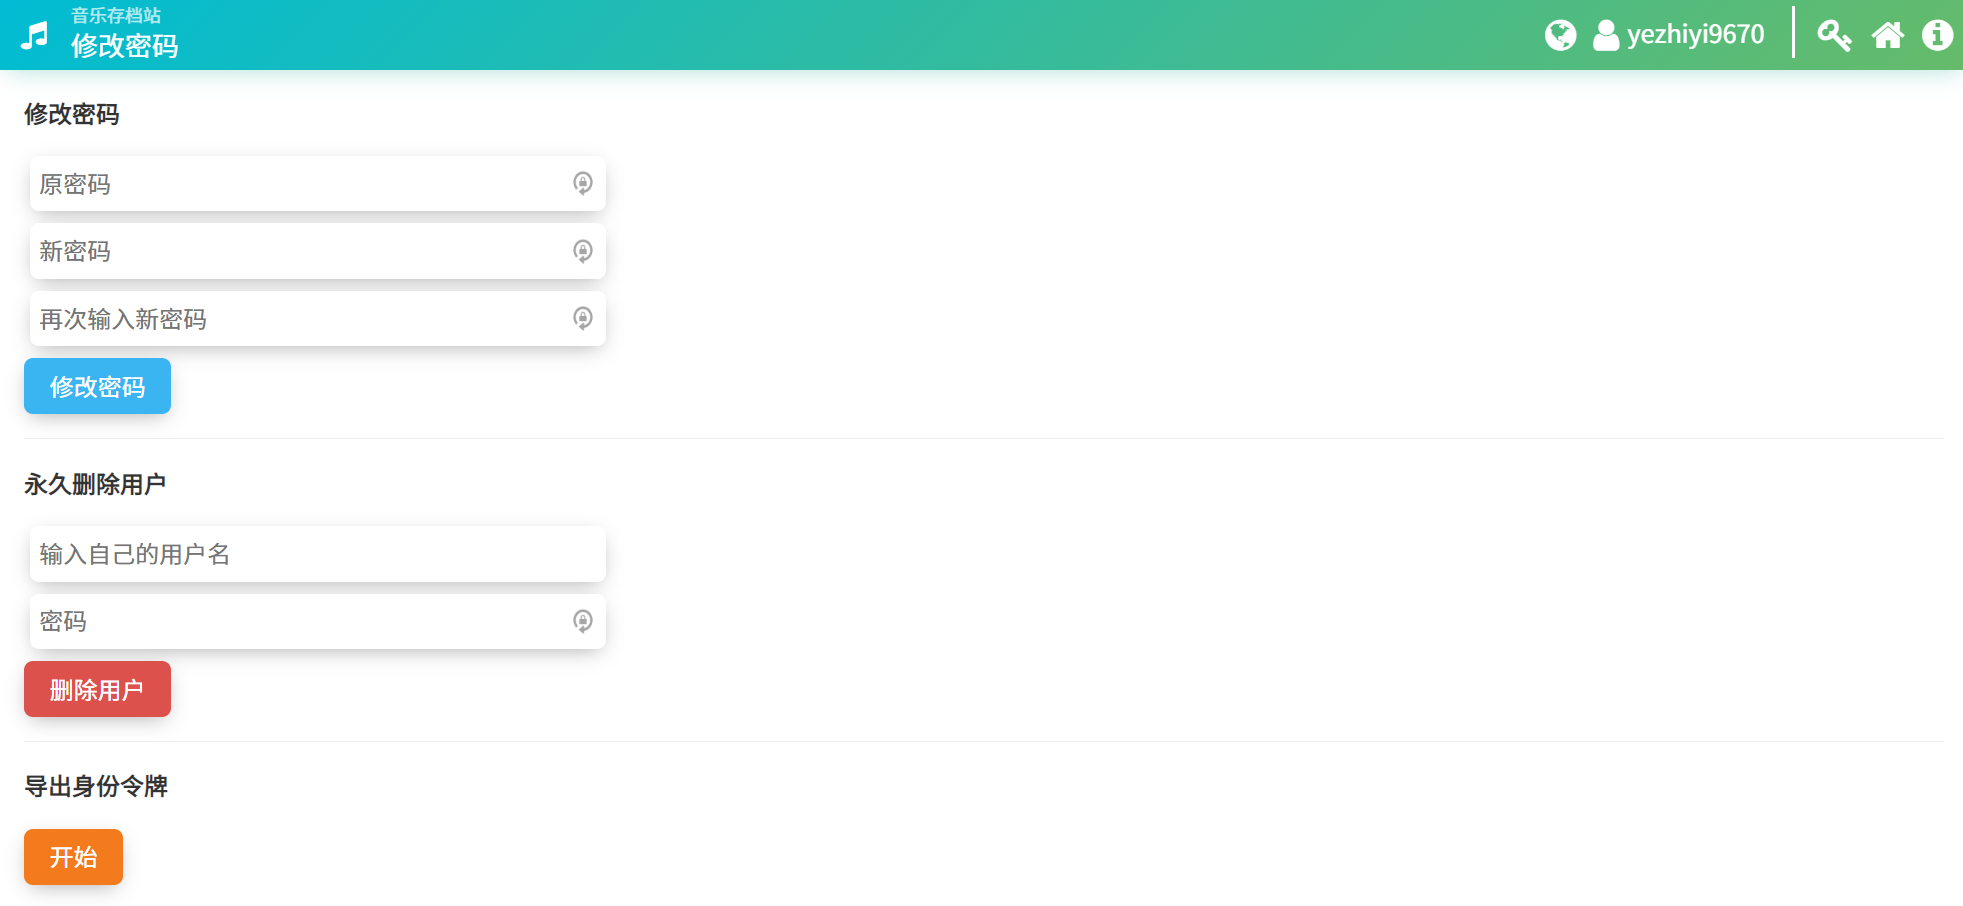 音乐存档站
修改密码
yezhiyi9670
修改密码
原密码
新密码
再次输入新密码
修改密码
永久删除用户
输入自己的用户名
密码
删除用户
导出身份令牌
开始